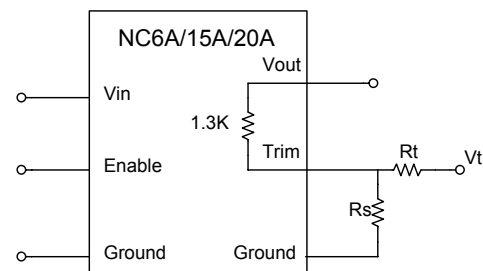 NC6A/15A/20A
Vout
Vin
1.3K
Trim
Rt
Vt
Enable
Rs
Ground
Ground